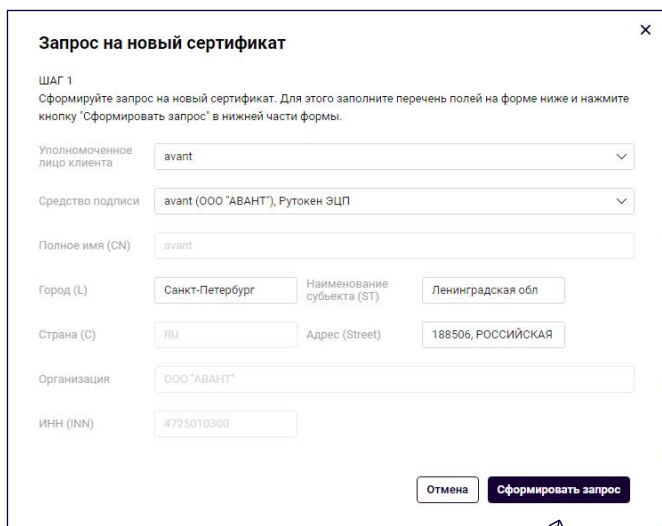 Запрос на новый сертификат
ШАГ 1
Сформируйте запрос на новый сертификат. Для этого заполните перечень полей на форме ниже и нажмите
кнопку "Сформировать запрос" в нижней части формы.
Уполномоченное
лицо клиента
avant
Средство подписи
avant (ООО "АВАНТ"), Рутокен ЭЦП
Полное имя (CN)
avant
Город (L)
Санкт-Петербург
Наименование
субьекта (ST)
Ленинградская обл
Страна (C)
RU
Адрес (Street)
188506, РОССИЙСКАЯ
Организация
ООО "АВАНТ"
ИНН (INN)
4725010300
Отмена
Сформировать запрос